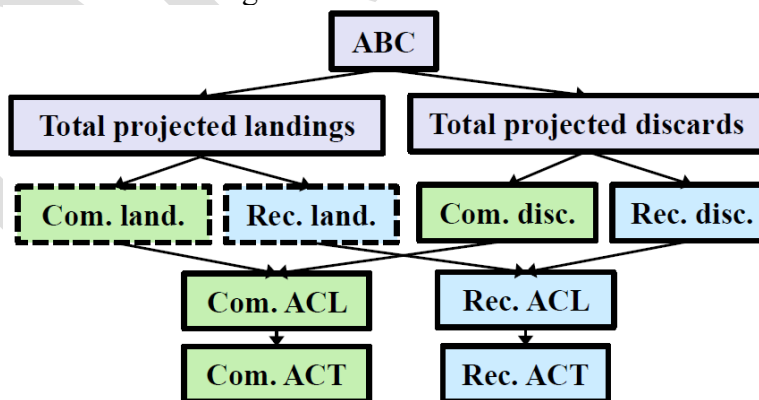 ABC
Total projected landings
Total projected discards
Com. land.
Rec. land.
Com. disc.
Rec. disc.
Com. ACL
Rec. ACL
Com. ACT
Rec. ACT